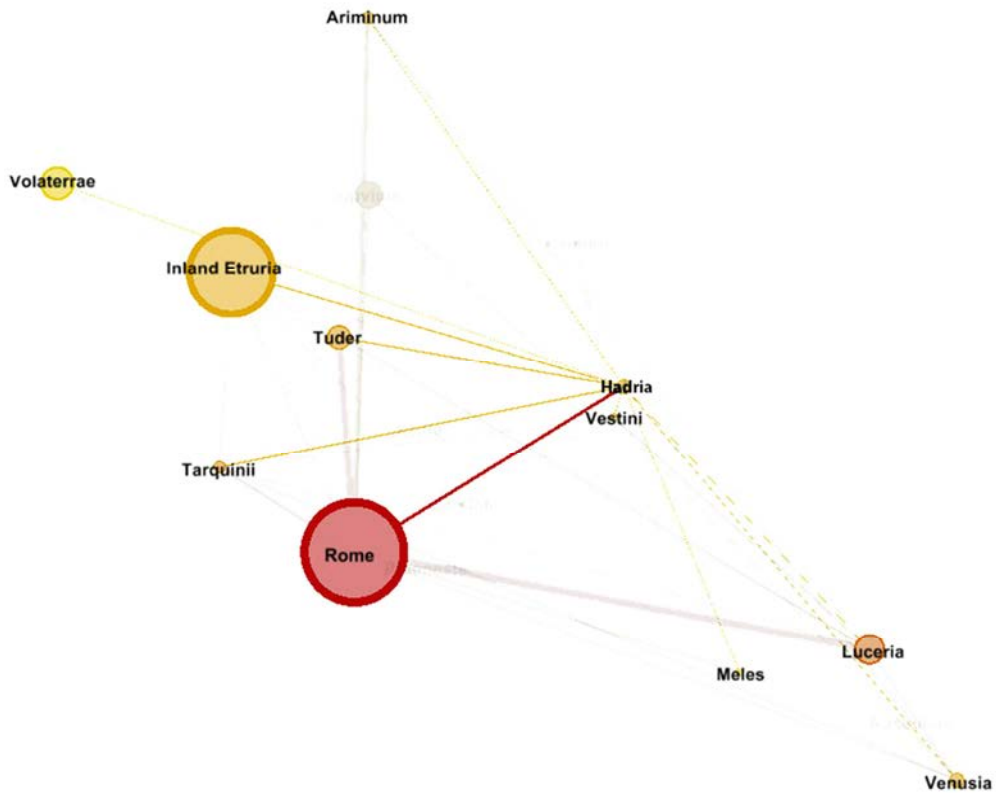 Ariminum
Volaterrae
Inland Etruria
Tuder
Hadria
Vestini
Tarquinii
Rome
Luceria
Meles
Venusia